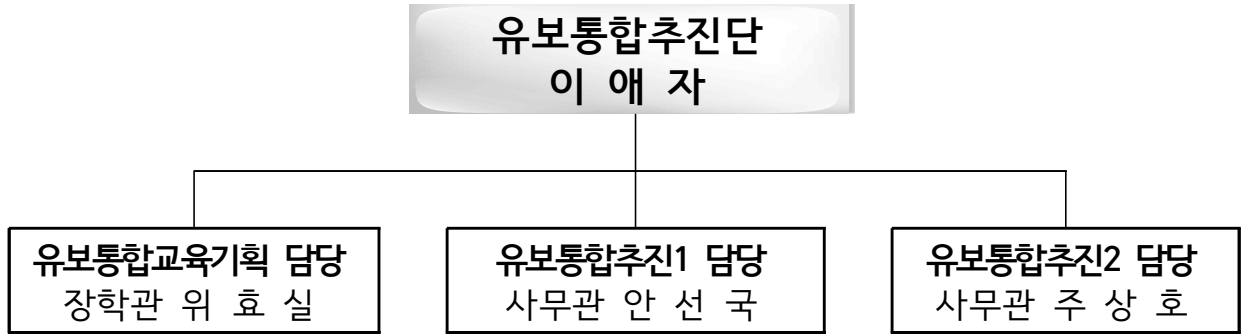 유보통합추진단
이 애 자
유보통합교육기획 담당
장학관 위 효 실
유보통합추진1 담당
사무관 안 선 국
유보통합추진2 담당
사무관 주 상 호